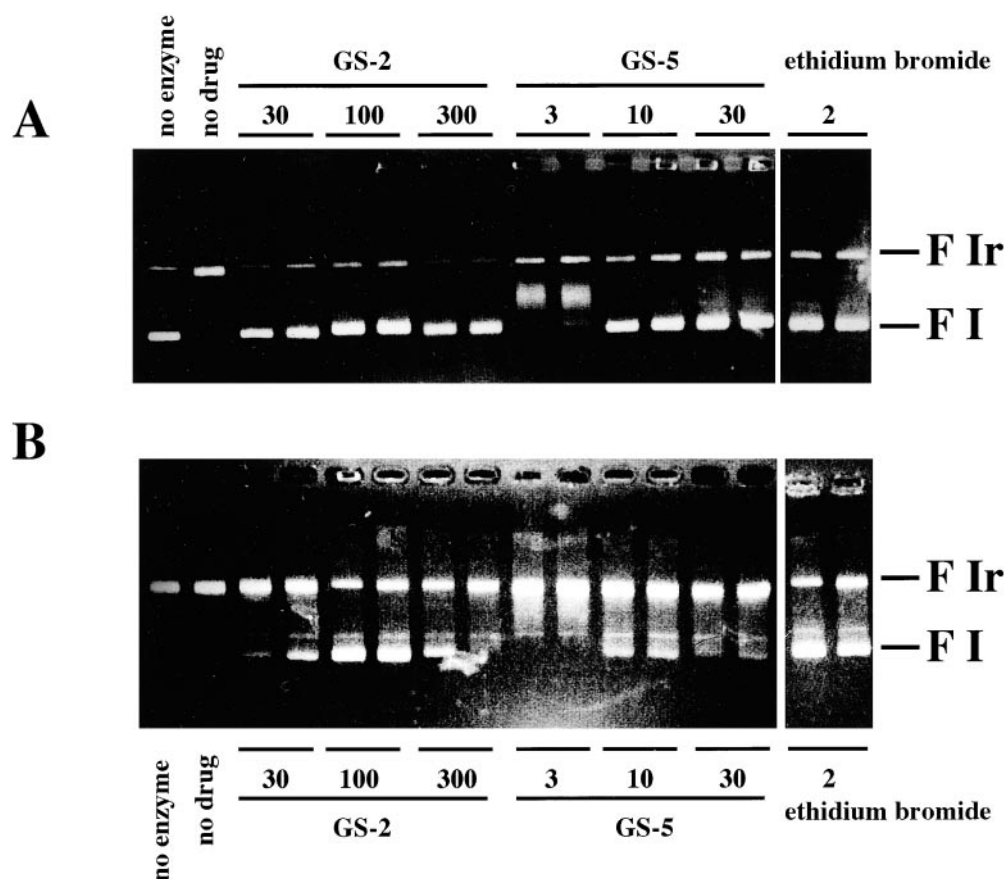 GS-2 GS-5 ethidium bromide
no enzyme no drug 30 100 300 3 10 30 2
A
F Ir
F I
B
F Ir
F I
no enzyme no drug 30 100 300 3 10 30 2
GS-2 GS-5 ethidium bromide